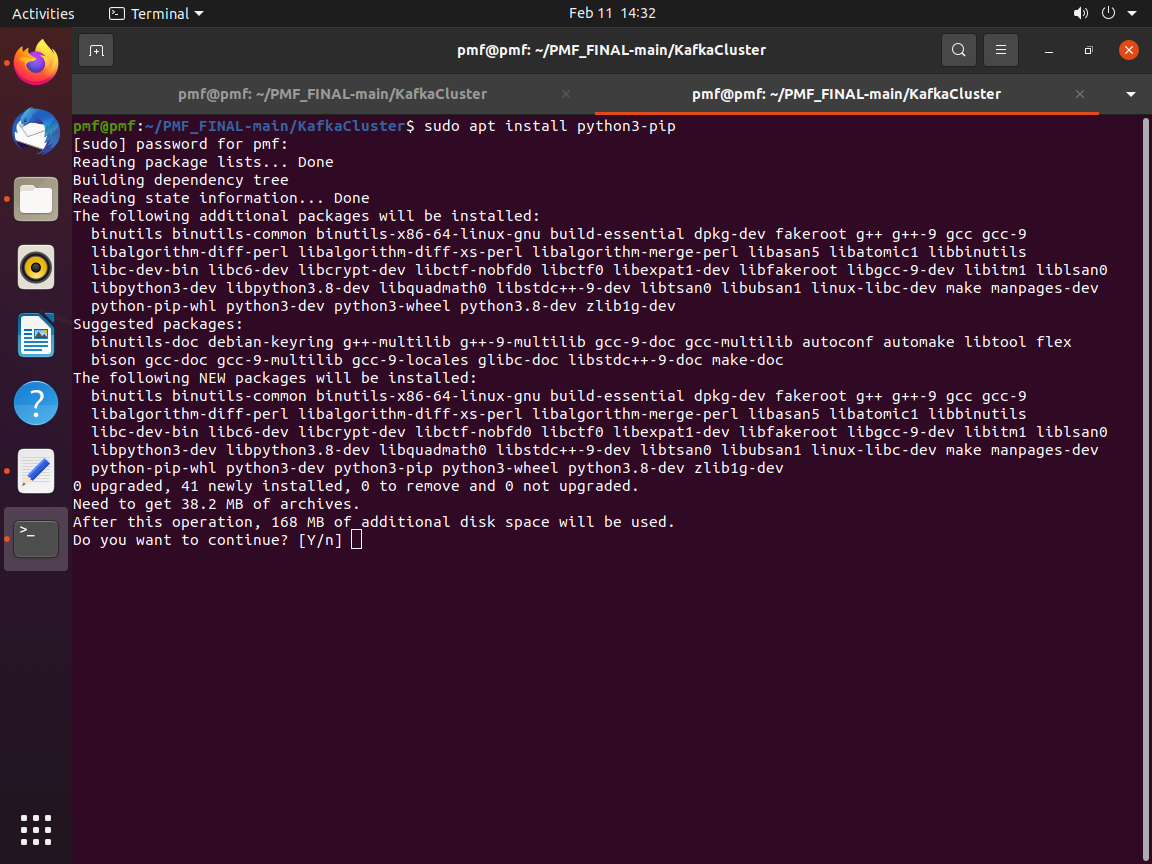 Activities Terminal Feb 11 14:32
pmf@pmf: ~/PMF_FINAL-main/KafkaCluster
pmf@pmf: ~/PMF_FINAL-main/KafkaCluster pmf@pmf: ~/PMF_FINAL-main/KafkaCluster
pmf@pmf:~/PMF_FINAL-main/KafkaCluster$ sudo apt install python3-pip
[sudo] password for pmf:
Reading package lists... Done
Building dependency tree
Reading state information... Done
The following additional packages will be installed:
binutils binutils-common binutils-x86-64-linux-gnu build-essential dpkg-dev fakeroot g++ g++-9 gcc gcc-9
libalgorithm-diff-perl libalgorithm-diff-xs-perl libalgorithm-merge-perl libasan5 libatomic1 libbinutils
libc-dev-bin libc6-dev libcrypt-dev libctf-nobfd0 libctf0 libexpat1-dev libfakeroot libgcc-9-dev libitm1 liblsan0
libpython3-dev libpython3.8-dev libquadmath0 libstdc++-9-dev libtsan0 libubsan1 linux-libc-dev make manpages-dev
python-pip-whl python3-dev python3-wheel python3.8-dev zlib1g-dev
Suggested packages:
binutils-doc debian-keyring g++-multilib g++-9-multilib gcc-9-doc gcc-multilib autoconf automake libtool flex
bison gcc-doc gcc-9-multilib gcc-9-locales glibc-doc libstdc++-9-doc make-doc
The following NEW packages will be installed:
binutils binutils-common binutils-x86-64-linux-gnu build-essential dpkg-dev fakeroot g++ g++-9 gcc gcc-9
libalgorithm-diff-perl libalgorithm-diff-xs-perl libalgorithm-merge-perl libasan5 libatomic1 libbinutils
libc-dev-bin libc6-dev libcrypt-dev libctf-nobfd0 libctf0 libexpat1-dev libfakeroot libgcc-9-dev libitm1 liblsan0
libpython3-dev libpython3.8-dev libquadmath0 libstdc++-9-dev libtsan0 libubsan1 linux-libc-dev make manpages-dev
python-pip-whl python3-dev python3-pip python3-wheel python3.8-dev zlib1g-dev
0 upgraded, 41 newly installed, 0 to remove and 0 not upgraded.
Need to get 38.2 MB of archives.
After this operation, 168 MB of additional disk space will be used.
Do you want to continue? [Y/n]